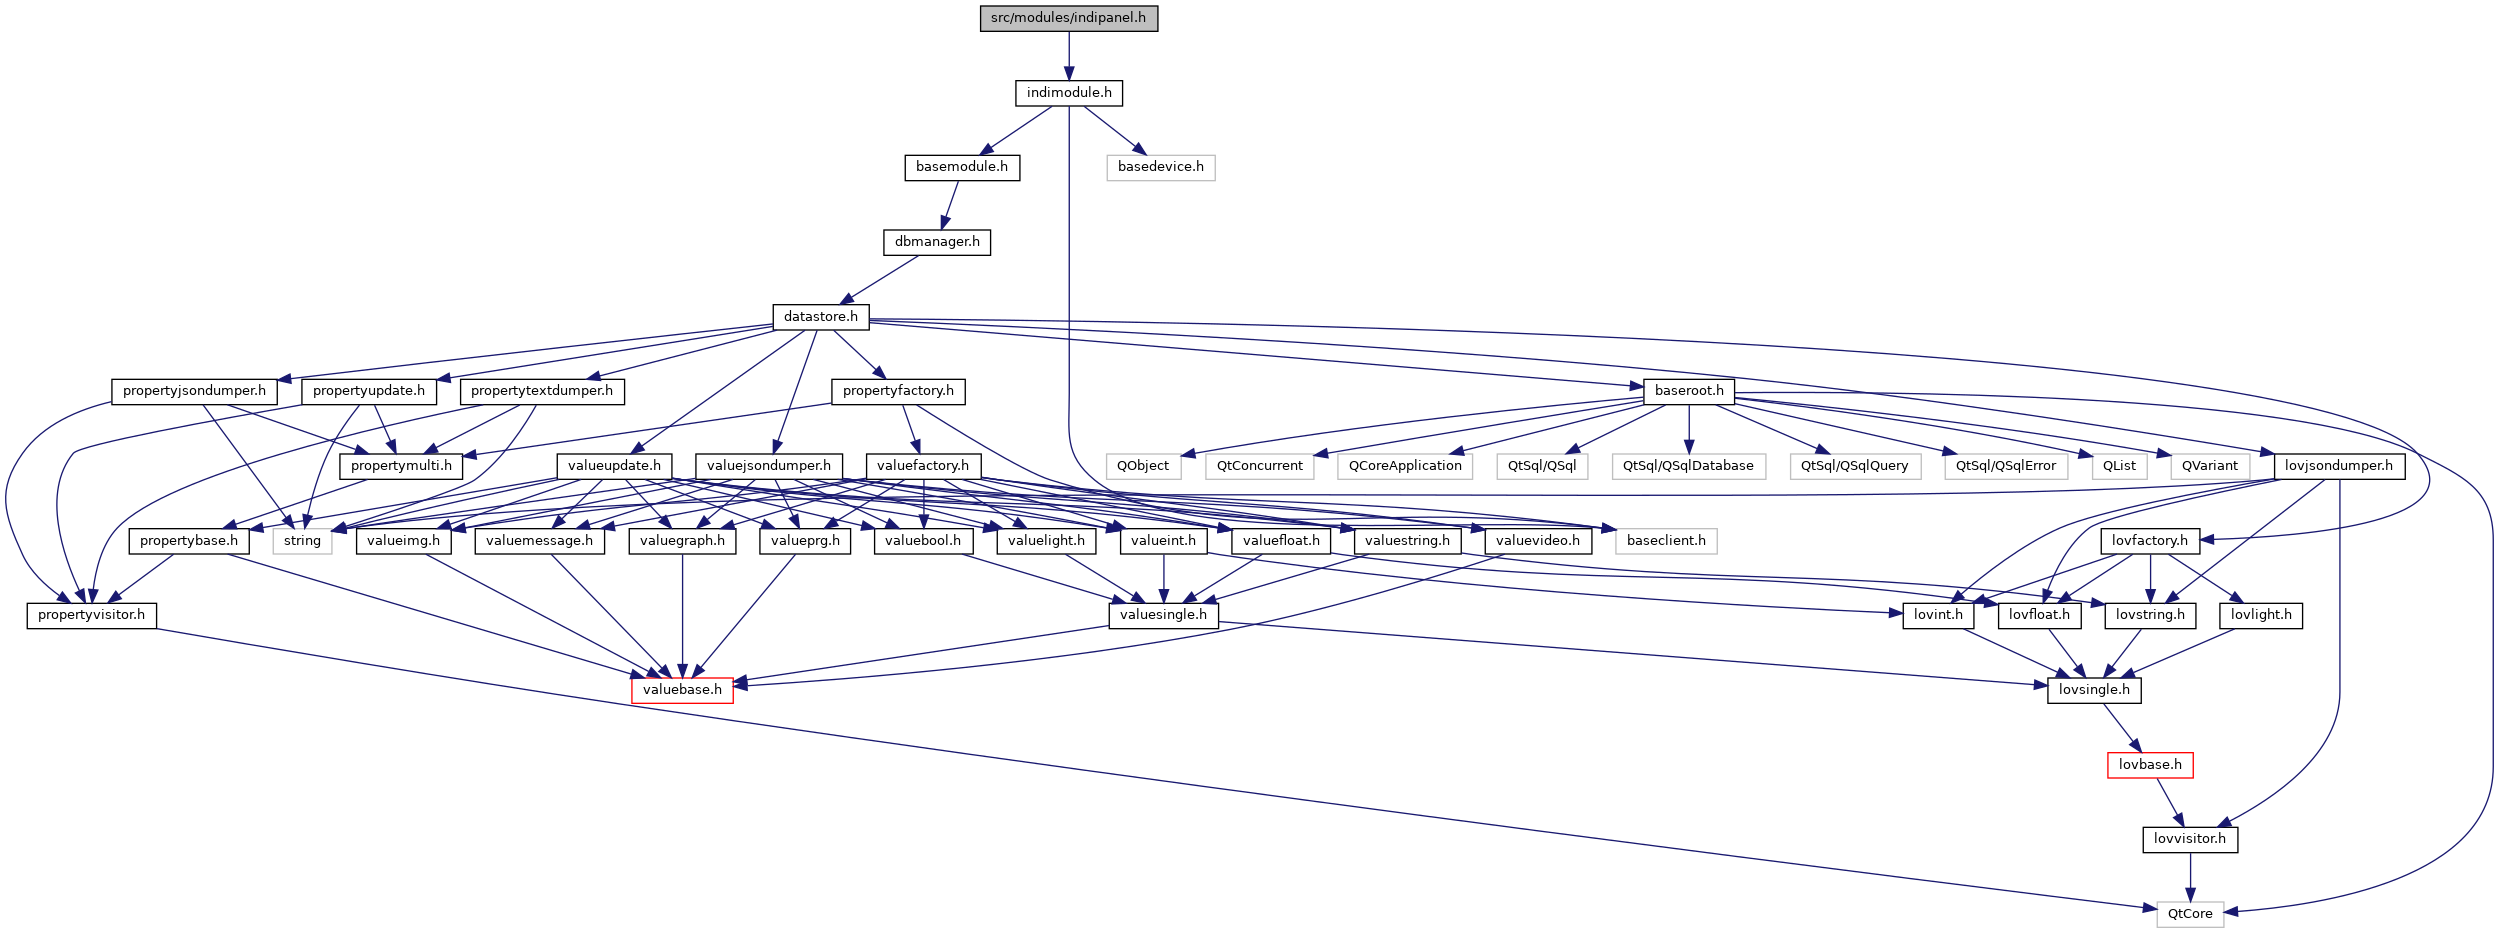 src/modules/indipanel.h
indimodule.h
basemodule.h
basedevice.h
dbmanager.h
datastore.h
propertyjsondumper.h
propertyupdate.h
propertytextdumper.h
propertyfactory.h
baseroot.h
propertymulti.h
valueupdate.h
valuejsondumper.h
valuefactory.h
QObject
QtConcurrent
QCoreApplication
QtSql/QSql
QtSql/QSqlDatabase
QtSql/QSqlQuery
QtSql/QSqlError
QList
QVariant
lovjsondumper.h
propertybase.h
string
valueimg.h
valuemessage.h
valuegraph.h
valueprg.h
valuebool.h
valuelight.h
valueint.h
valuefloat.h
valuestring.h
valuevideo.h
baseclient.h
lovfactory.h
propertyvisitor.h
valuesingle.h
lovint.h
lovfloat.h
lovstring.h
lovlight.h
valuebase.h
lovsingle.h
lovbase.h
lovvisitor.h
QtCore